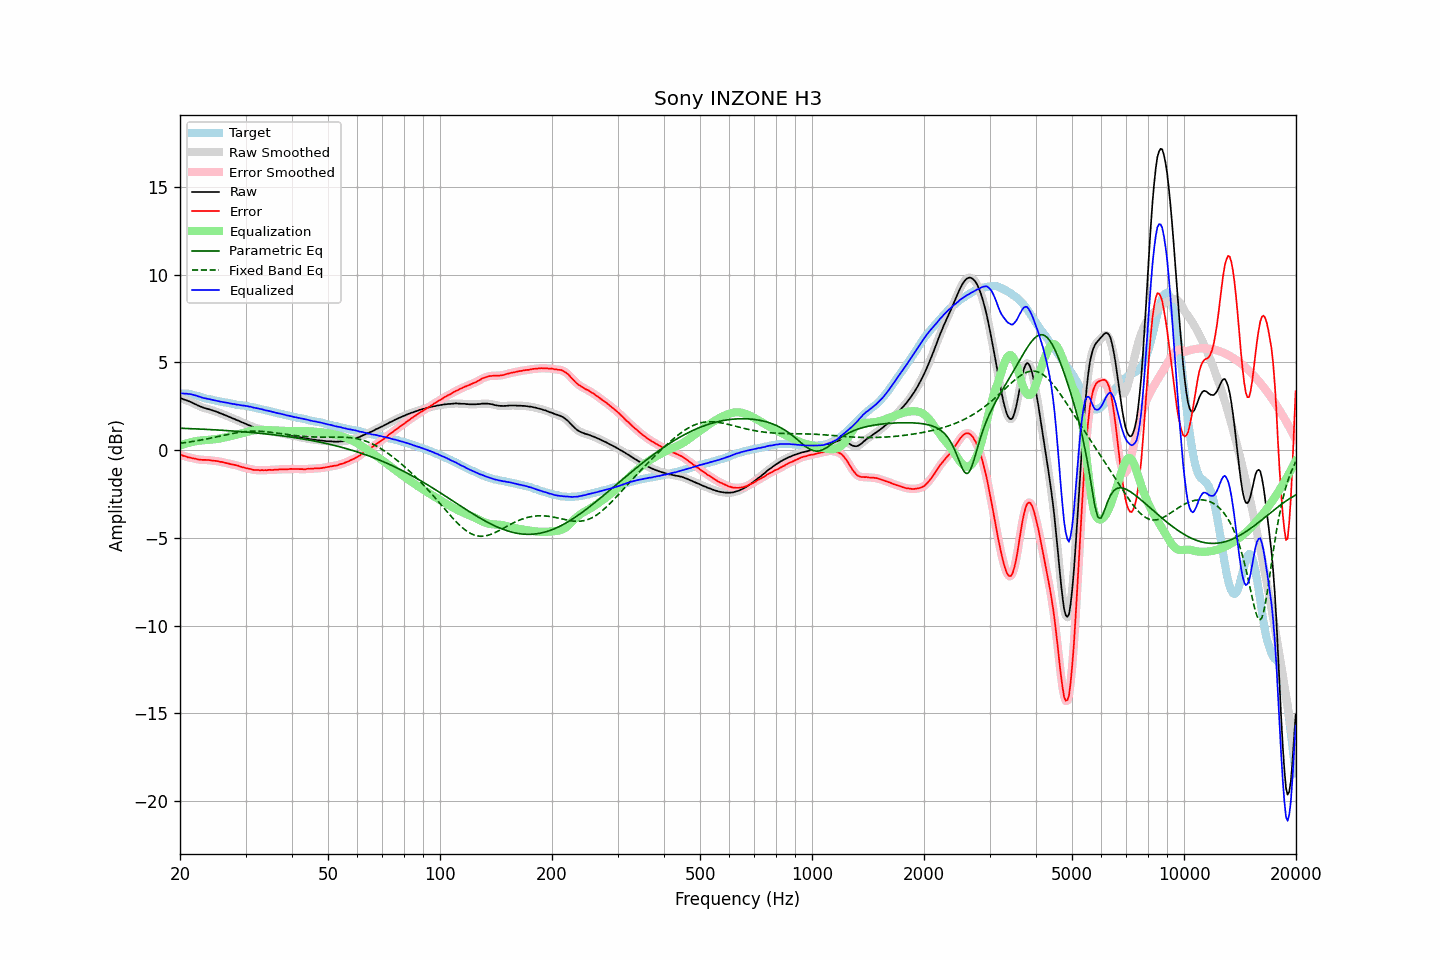 Sony INZONE H3
Target
Raw Smoothed
Error Smoothed
Raw
Error
Equalization
Parametric Eq
Fixed Band Eq
Equalized
Amplitude (dBr)
15
10
5
0
−5
−10
−15
−20
20 50 100 200 500 1000 2000 5000 10000 20000
Frequency (Hz)